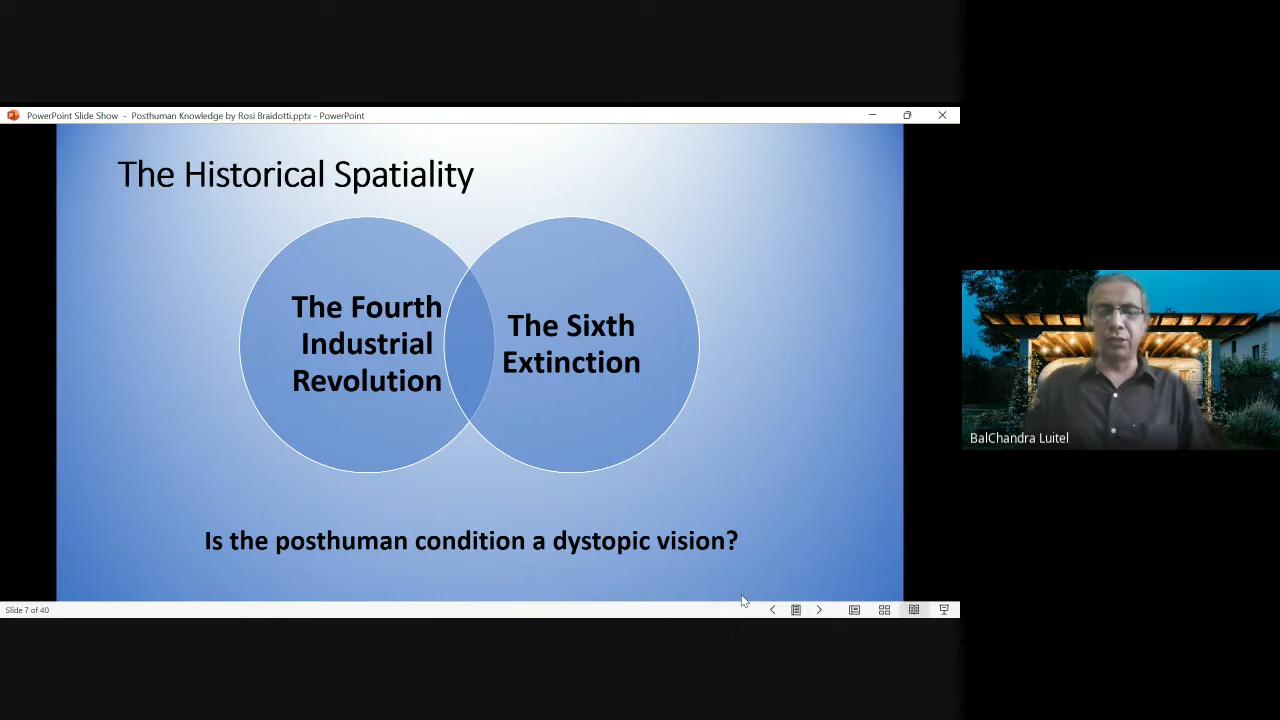 PowerPoint Slide Show - Posthuman Knowledge by Rosi Braidotti.pptx - PowerPoint
The Historical Spatiality
The Fourth
Industrial
Revolution
The Sixth
Extinction
Is the posthuman condition a dystopic vision?
BalChandra Luitel
Slide 7 of 40